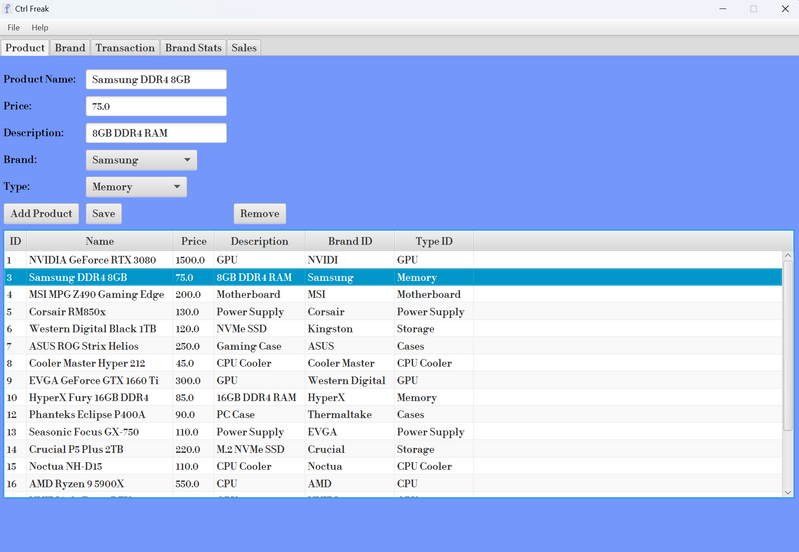 Ctrl Freak
File Help
Product Brand Transaction Brand Stats Sales
Product Name: Samsung DDR4 8GB
Price: 75.0
Description: 8GB DDR4 RAM
Brand: Samsung
Type: Memory
Add Product Save Remove
ID Name Price Description Brand ID Type ID
1 NVIDIA GeForce RTX 3080 1500.0 GPU NVIDI GPU
3 Samsung DDR4 8GB 75.0 8GB DDR4 RAM Samsung Memory
4 MSI MPG Z490 Gaming Edge 200.0 Motherboard MSI Motherboard
5 Corsair RM850x 130.0 Power Supply Corsair Power Supply
6 Western Digital Black 1TB 120.0 NVMe SSD Kingston Storage
7 ASUS ROG Strix Helios 250.0 Gaming Case ASUS Cases
8 Cooler Master Hyper 212 45.0 CPU Cooler Cooler Master CPU Cooler
9 EVGA GeForce GTX 1660 Ti 300.0 GPU Western Digital GPU
10 HyperX Fury 16GB DDR4 85.0 16GB DDR4 RAM HyperX Memory
12 Phanteks Eclipse P400A 90.0 PC Case Thermaltake Cases
13 Seasonic Focus GX-750 110.0 Power Supply EVGA Power Supply
14 Crucial P5 Plus 2TB 220.0 M.2 NVMe SSD Crucial Storage
15 Noctua NH-D15 110.0 CPU Cooler Noctua CPU Cooler
16 AMD Ryzen 9 5900X 550.0 CPU AMD CPU